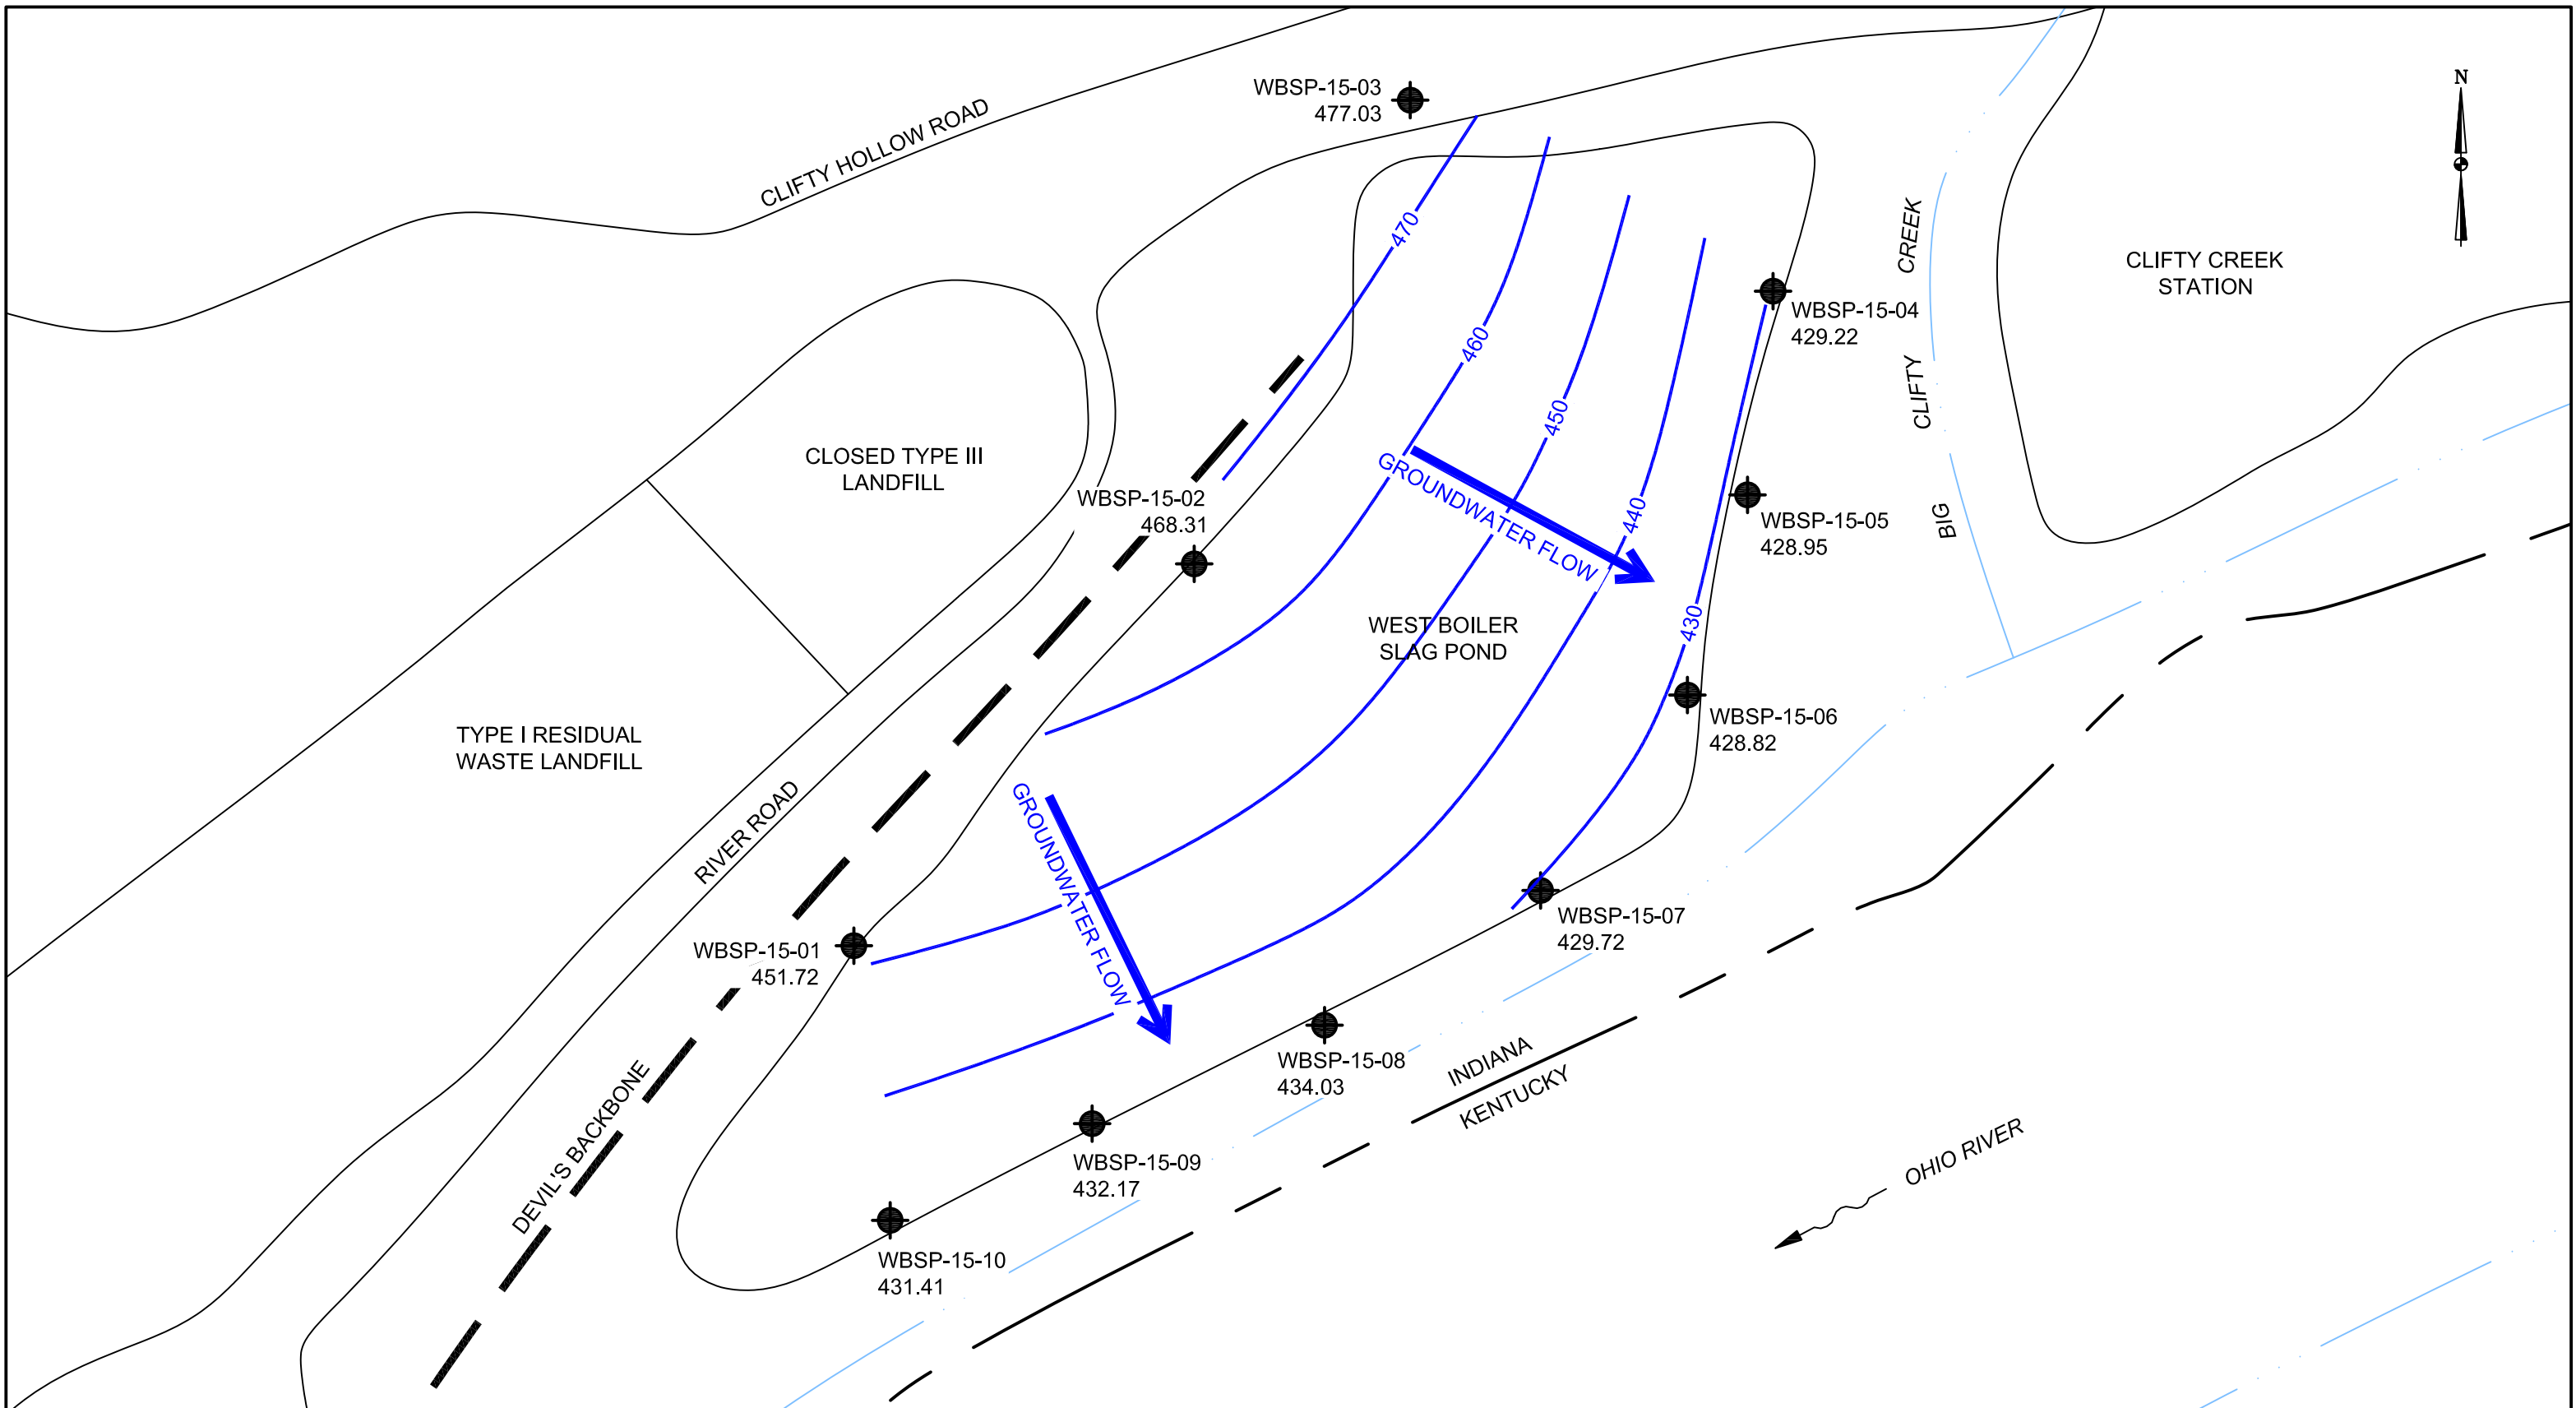 N
WBSP-15-03
477.03
CLIFTY HOLLOW ROAD
470
CLIFTY CREEK
STATION
BIG CLIFTY CREEK
WBSP-15-04
429.22
460
450
CLOSED TYPE III
LANDFILL
GROUNDWATER FLOW
WBSP-15-02
468.31
440
WBSP-15-05
428.95
430
WEST BOILER
SLAG POND
WBSP-15-06
428.82
TYPE I RESIDUAL
WASTE LANDFILL
RIVER ROAD
GROUNDWATER FLOW
WBSP-15-07
429.72
WBSP-15-01
451.72
WBSP-15-08
434.03
INDIANA
KENTUCKY
DEVIL'S BACKBONE
OHIO RIVER
WBSP-15-09
432.17
WBSP-15-10
431.41